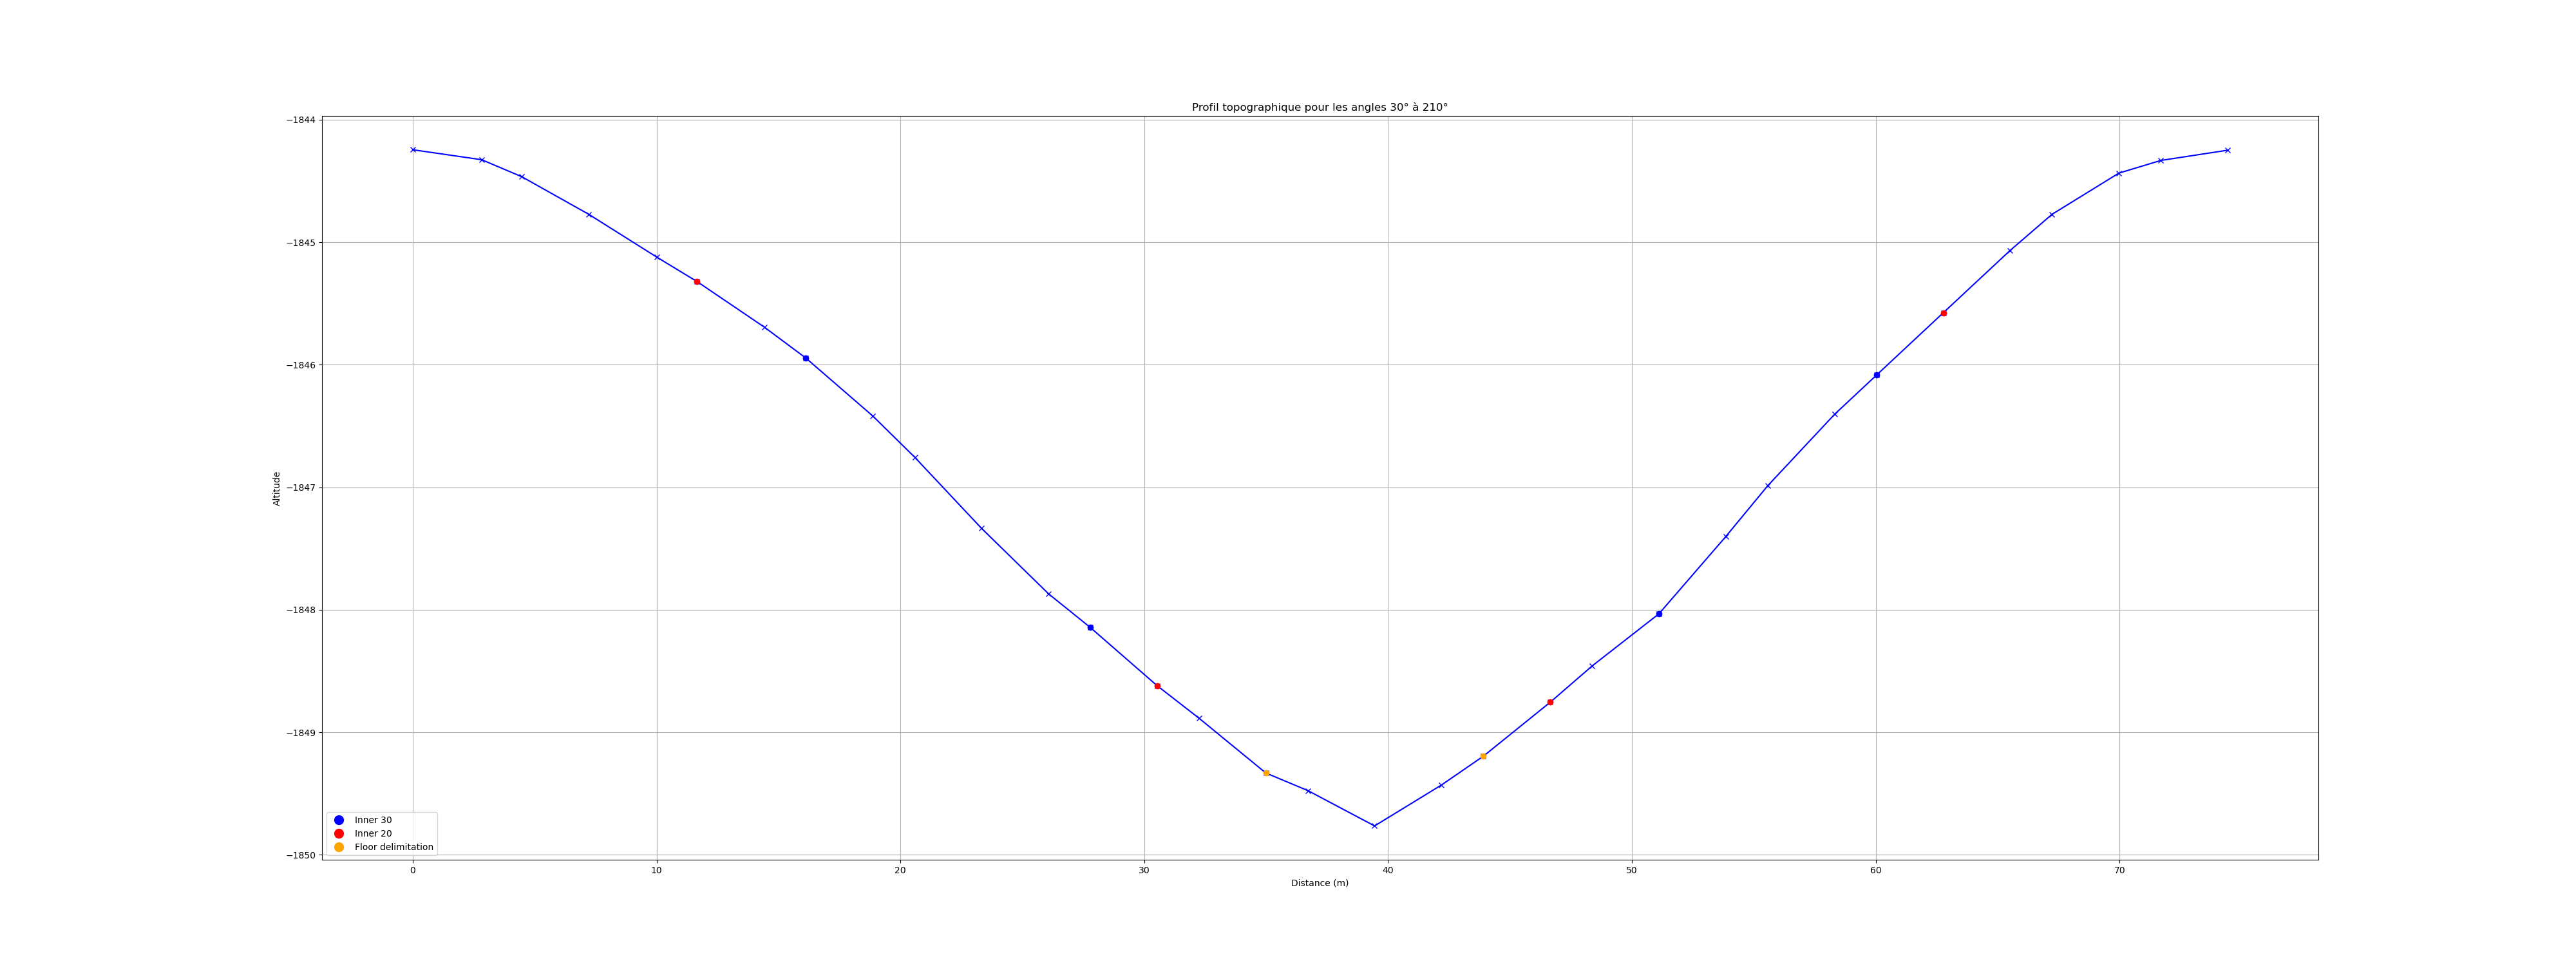 Profil topographique pour les angles 30° à 210°
−1844
−1845
−1846
−1847
−1848
−1849
−1850
Altitude
Inner 30
Inner 20
Floor delimitation
0 10 20 30 40 50 60 70
Distance (m)